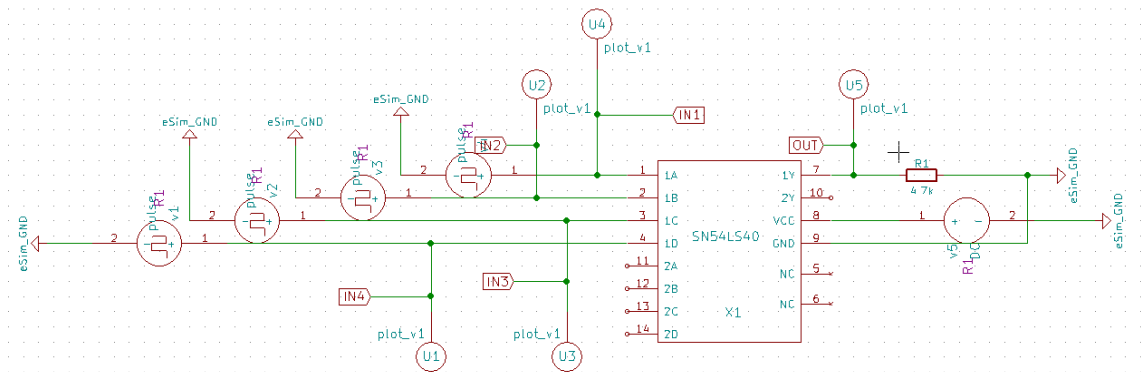 U4
plot_v1
U2
plot_v1
U5
plot_v1
eSim_GND
eSim_GND
eSim_GND
IN1
IN2
OUT
pulse
R1
pulse
R1
v3
pulse
R1
v2
pulse
R1
v1
2
1
2
1
2
1
2
1
eSim_GND
1
1A
2
1B
3
1C
4
1D
11
2A
12
2B
13
2C
14
2D
SN54LS40
X1
1Y
7
2Y
10
VCC
8
GND
9
NC
5
NC
6
R1
4.7k
eSim_GND
1
+
-
2
v5
DC
R1
eSim_GND
IN4
IN3
plot_v1
plot_v1
U1
U3